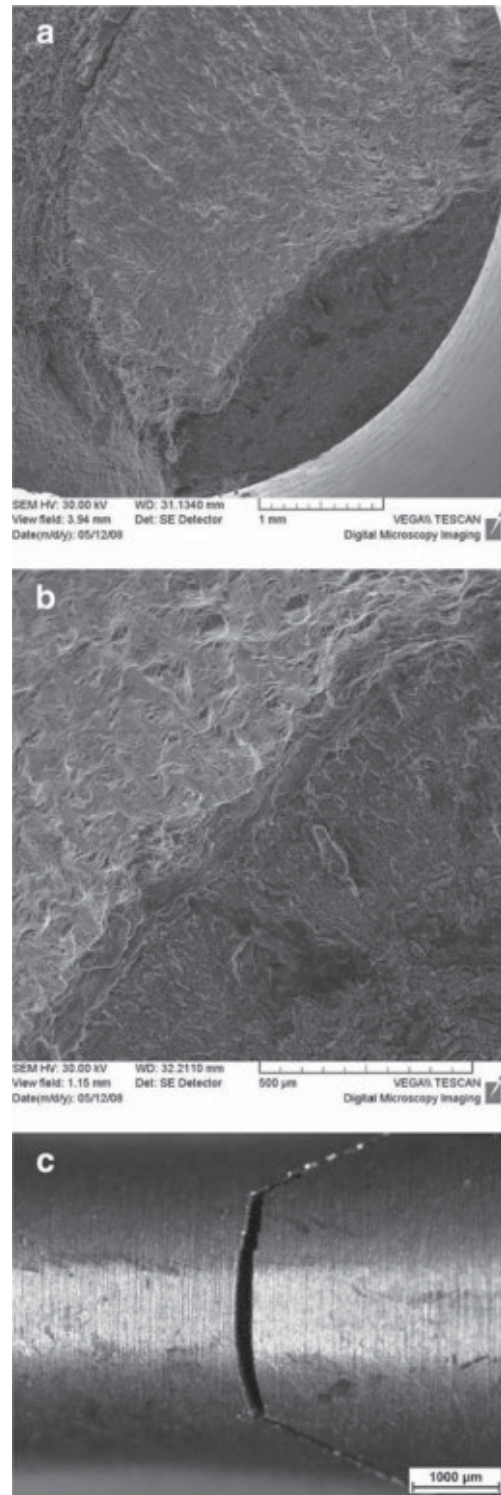 a
SEM HV: 30.00 kV WD: 31.1340 mm
View field: 3.94 mm Det: SE Detector 1 mm VEGA\\ TESCAN
Date(m/d/y): 05/12/08 Digital Microscopy Imaging
b
SEM HV: 30.00 kV WD: 32.2110 mm
View field: 1.15 mm Det: SE Detector 500 µm VEGA\\ TESCAN
Date(m/d/y): 05/12/08 Digital Microscopy Imaging
c
1000 µm